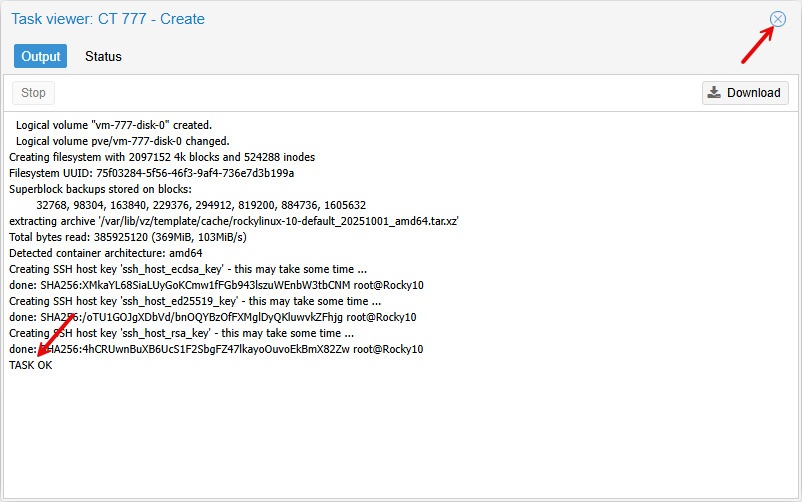 Task viewer: CT 777 - Create
Output Status
Stop Download
Logical volume "vm-777-disk-0" created.
Logical volume pve/vm-777-disk-0 changed.
Creating filesystem with 2097152 4k blocks and 524288 inodes
Filesystem UUID: 75f03284-5f56-46f3-9af4-736e7d3b199a
Superblock backups stored on blocks:
32768, 98304, 163840, 229376, 294912, 819200, 884736, 1605632
extracting archive '/var/lib/vz/template/cache/rockylinux-10-default_20251001_amd64.tar.xz'
Total bytes read: 385925120 (369MiB, 103MiB/s)
Detected container architecture: amd64
Creating SSH host key 'ssh_host_ecdsa_key' - this may take some time ...
done: SHA256:XMkaYL68SiaLUyGoKCmw1fFGb943lszuWEnbW3tbCNM root@Rocky10
Creating SSH host key 'ssh_host_ed25519_key' - this may take some time ...
done: SHA256:/oTU1GOJgXDbVd/bnOQYBzOfFXMglDyQKluwvkZFhjg root@Rocky10
Creating SSH host key 'ssh_host_rsa_key' - this may take some time ...
done: SHA256:4hCRUwnBuXB6UcS1F2SbgFZ47lkayoOuvoEkBmX82Zw root@Rocky10
TASK OK